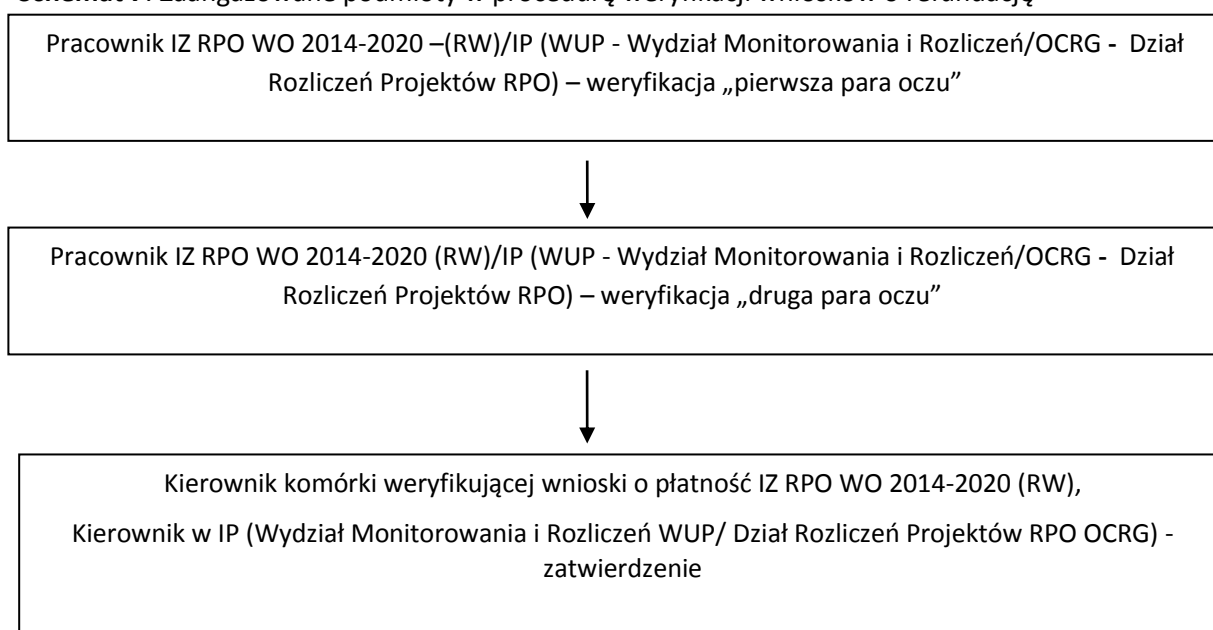 Pracownik IZ RPO WO 2014-2020 –(RW)/IP (WUP - Wydział Monitorowania i Rozliczeń/OCRG - Dział
Rozliczeń Projektów RPO) – weryfikacja „pierwsza para oczu”
Pracownik IZ RPO WO 2014-2020 (RW)/IP (WUP - Wydział Monitorowania i Rozliczeń/OCRG - Dział
Rozliczeń Projektów RPO) – weryfikacja „druga para oczu”
Kierownik komórki weryfikującej wnioski o płatność IZ RPO WO 2014-2020 (RW),
Kierownik w IP (Wydział Monitorowania i Rozliczeń WUP/ Dział Rozliczeń Projektów RPO OCRG) -
zatwierdzenie